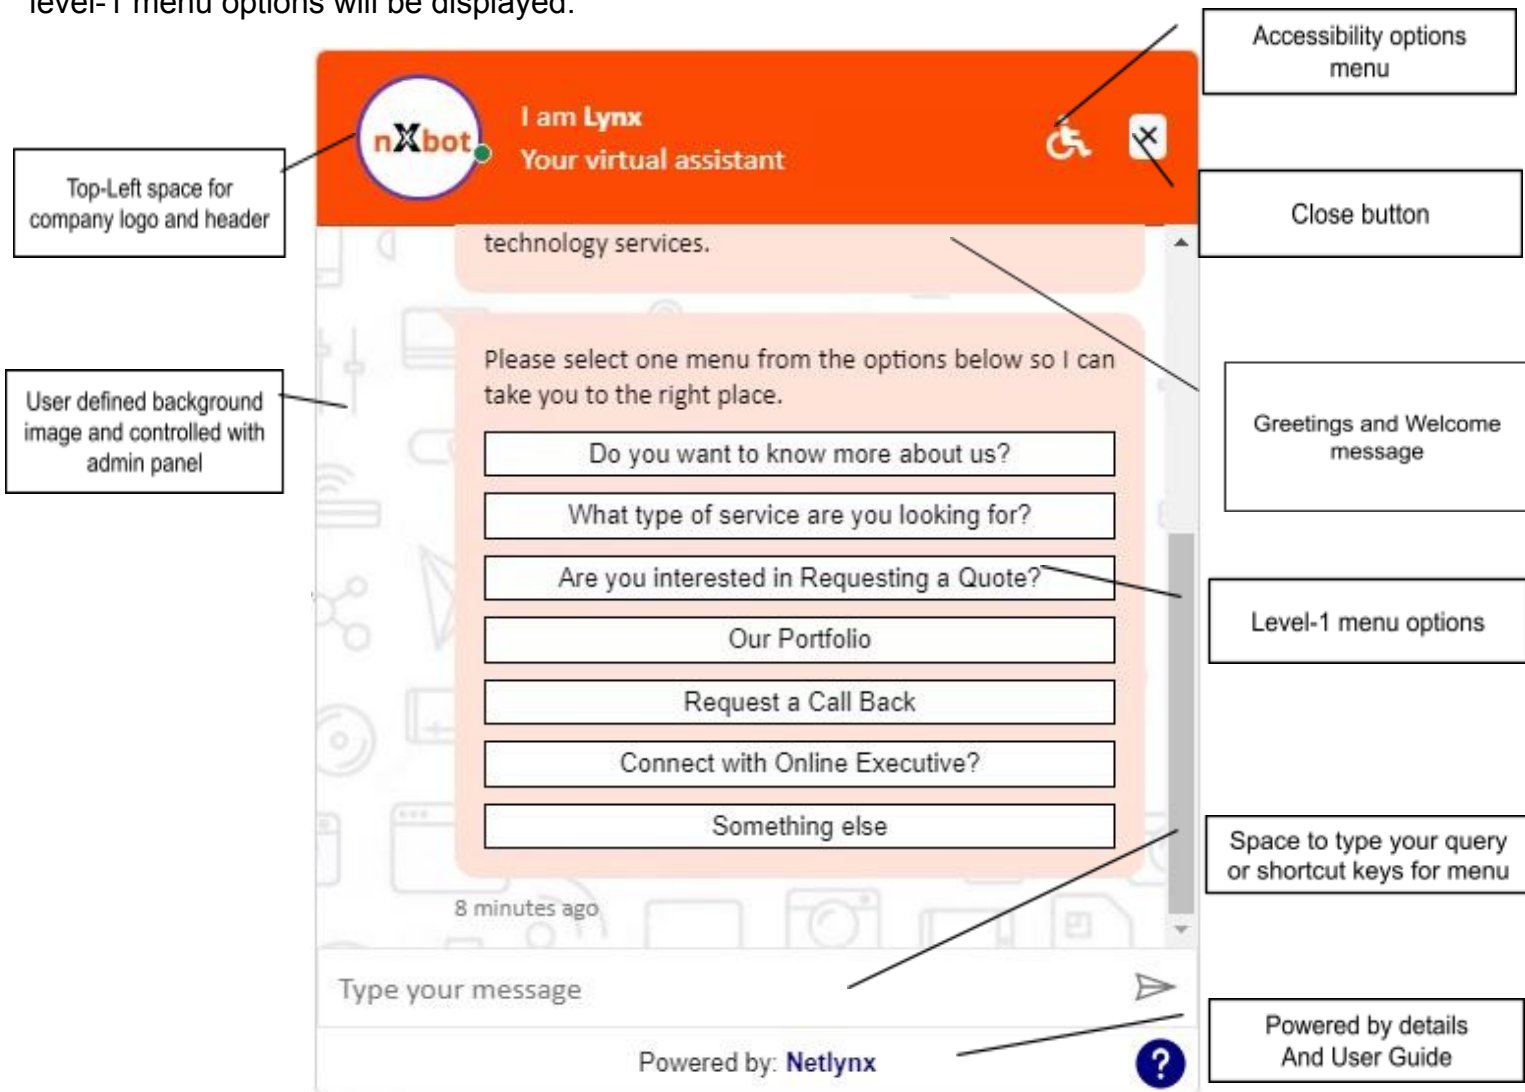 level-1 menu options will be displayed.
Accessibility options
menu
nXbot
I am Lynx
Your virtual assistant
Top-Left space for
company logo and header
Close button
technology services.
Please select one menu from the options below so I can
take you to the right place.
User defined background
image and controlled with
admin panel
Greetings and Welcome
message
Do you want to know more about us?
What type of service are you looking for?
Are you interested in Requesting a Quote?
Level-1 menu options
Our Portfolio
Request a Call Back
Connect with Online Executive?
Something else
Space to type your query
or shortcut keys for menu
8 minutes ago
Type your message
Powered by details
And User Guide
Powered by: Netlynx
?